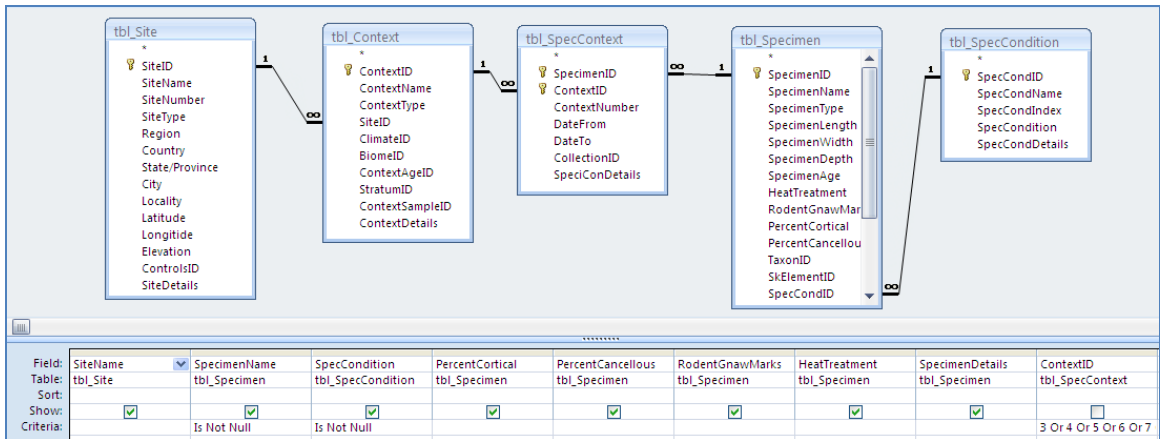 tbl_Site
*
SiteID
SiteName
SiteNumber
SiteType
Region
Country
State/Province
City
Locality
Latitude
Longitide
Elevation
ControlsID
SiteDetails
1
∞
tbl_Context
*
ContextID
ContextName
ContextType
SiteID
ClimateID
BiomeID
ContextAgeID
StratumID
ContextSampleID
ContextDetails
1
∞
tbl_SpecContext
*
SpecimenID
ContextID
ContextNumber
DateFrom
DateTo
CollectionID
SpeciConDetails
∞
1
tbl_Specimen
*
SpecimenID
SpecimenName
SpecimenType
SpecimenLength
SpecimenWidth
SpecimenDepth
SpecimenAge
HeatTreatment
RodentGnawMar
PercentCortical
PercentCancellou
TaxonID
SkElementID
SpecCondID
∞
1
tbl_SpecCondition
*
SpecCondID
SpecCondName
SpecCondIndex
SpecCondition
SpecCondDetails
Field: SiteName SpecimenName SpecCondition PercentCortical PercentCancellous RodentGnawMarks HeatTreatment SpecimenDetails ContextID
Table: tbl_Site tbl_Specimen tbl_SpecCondition tbl_Specimen tbl_Specimen tbl_Specimen tbl_Specimen tbl_Specimen tbl_SpecContext
Sort:
Show:
Criteria: Is Not Null Is Not Null 3 Or 4 Or 5 Or 6 Or 7